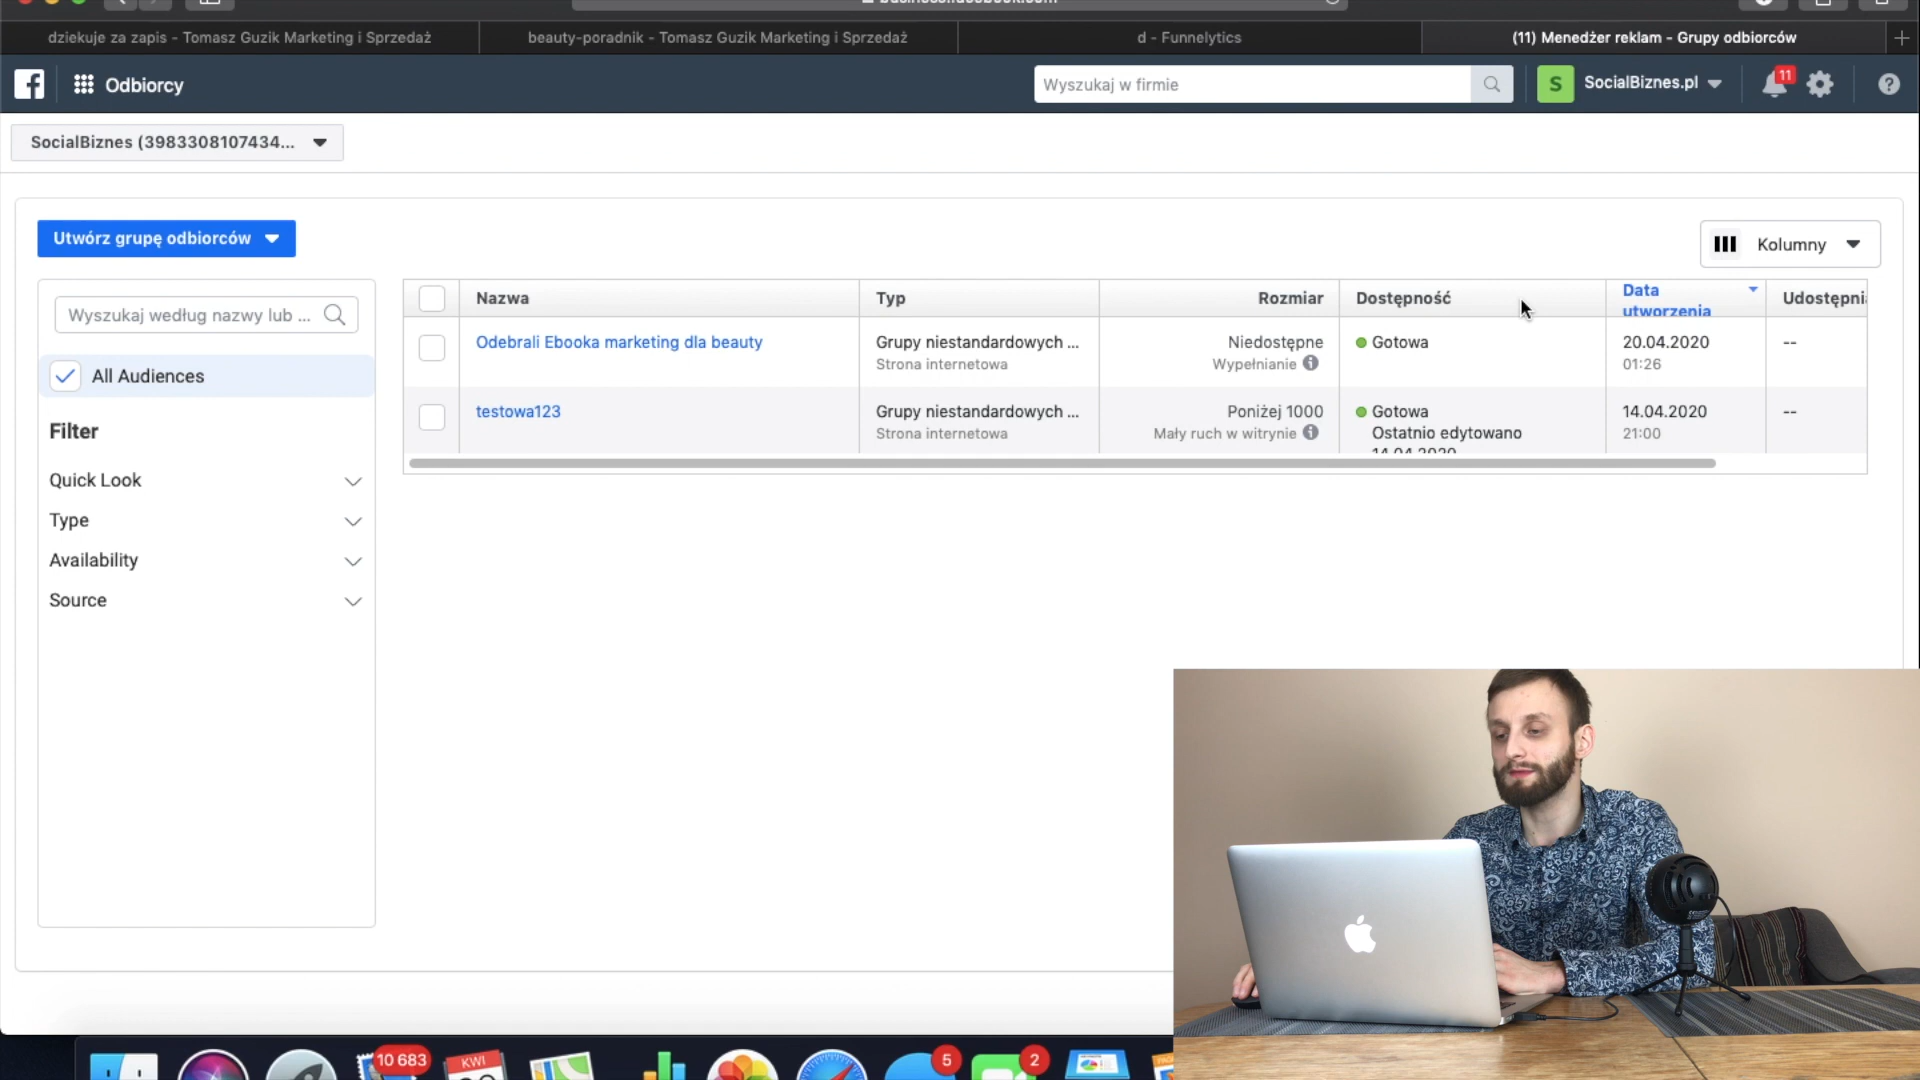 dziekuje za zapis - Tomasz Guzik Marketing i Sprzedaż
beauty-poradnik - Tomasz Guzik Marketing i Sprzedaż
d - Funnelytics
(11) Menedżer reklam - Grupy odbiorców
Odbiorcy
Wyszukaj w firmie
S
SocialBiznes.pl
11
SocialBiznes (3983308107434...
Utwórz grupę odbiorców
Kolumny
Wyszukaj według nazwy lub ...
All Audiences
Filter
Quick Look
Type
Availability
Source
Nazwa
Typ
Rozmiar
Dostępność
Data
utworzenia
Odebrali Ebooka marketing dla beauty
Grupy niestandardowych ...
Strona internetowa
Niedostępne
Wypełnianie
Gotowa
20.04.2020
01:26
--
testowa123
Grupy niestandardowych ...
Strona internetowa
Poniżej 1000
Mały ruch w witrynie
Gotowa
Ostatnio edytowano
14.04.2020
14.04.2020
21:00
--
10 683
KWI
5
2